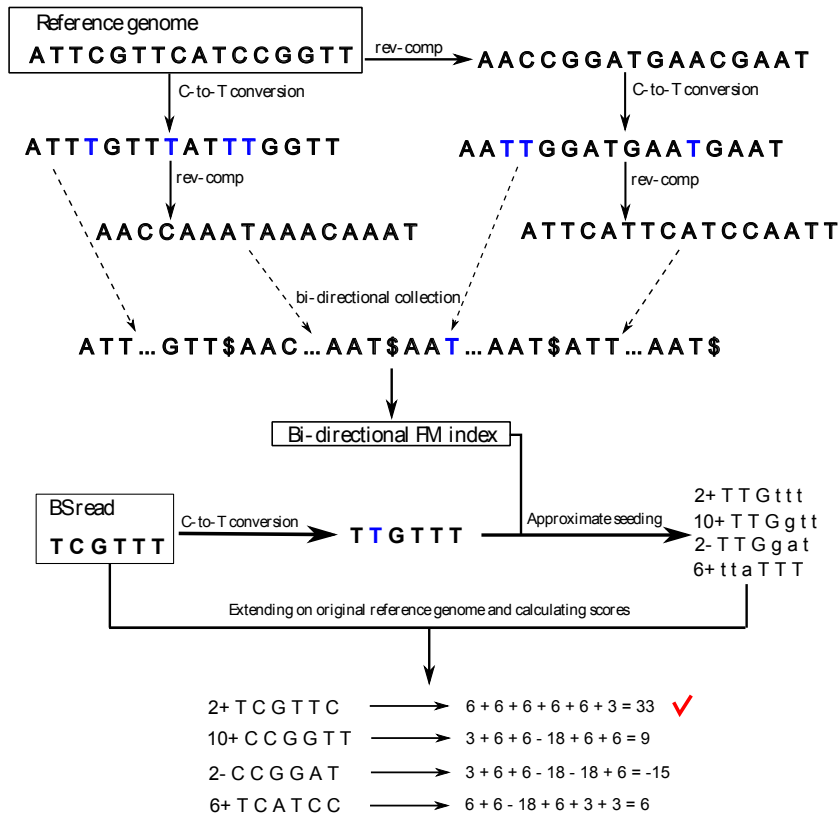 Reference genome
ATTCGTTCATCCGGTT
rev-comp
AACCGGATGAACGAAT
C-to-T conversion
C-to-T conversion
ATTTGTTTATTTGGTT
AATTGGATGAATGAAT
rev-comp
rev-comp
AACCAAATAAACAAAT
ATTCATTCATCCAATT
bi-directional collection
ATT...GTT$AAC...AAT$AAT...AAT$ATT...AAT$
Bi-directional FM index
BS read
TCGTTT
C-to-T conversion
TTGTTT
Approximate seeding
2+ TTGttt
10+ TTGgtt
2- TTGgat
6+ ttaTTT
Extending on original reference genome and calculating scores
2+ TCGTTC 6 + 6 + 6 + 6 + 6 + 3 = 33
10+ CCGGTT 3 + 6 + 6 - 18 + 6 + 6 = 9
2- CCGGAT 3 + 6 + 6 - 18 - 18 + 6 = -15
6+ TCATCC 6 + 6 - 18 + 6 + 3 + 3 = 6